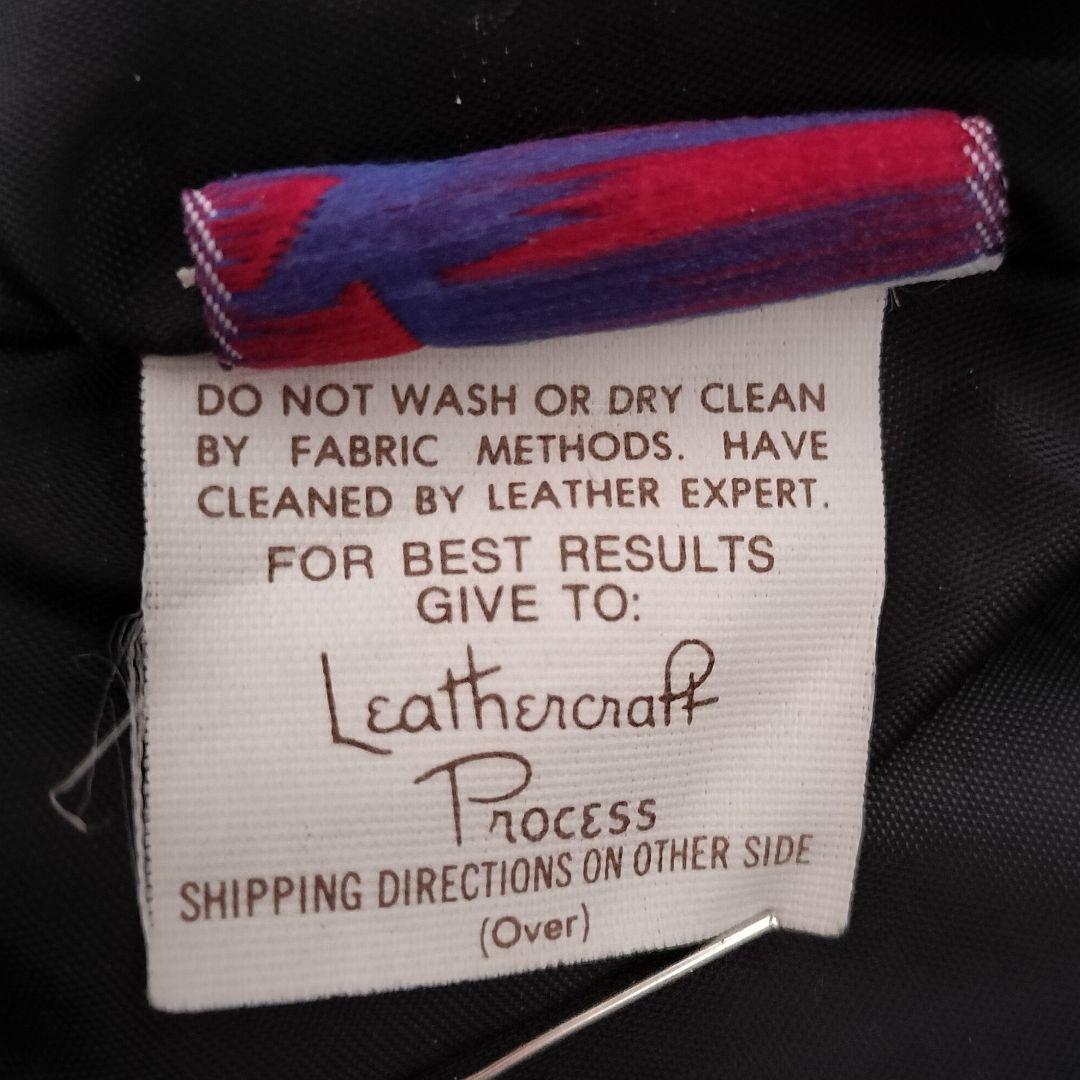 DO NOT WASH OR DRY CLEAN
BY FABRIC METHODS. HAVE
CLEANED BY LEATHER EXPERT.
FOR BEST RESULTS
GIVE TO:
Leathercraft
Process
SHIPPING DIRECTIONS ON OTHER SIDE
(Over)